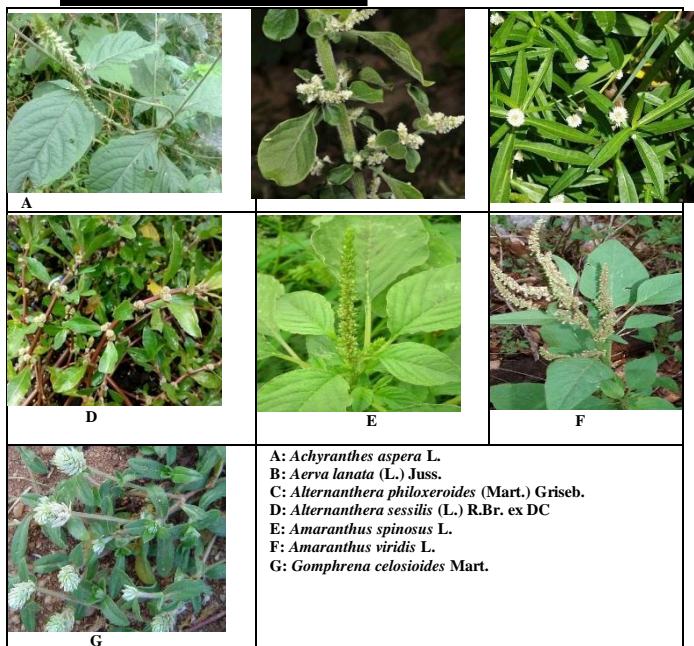 A
D
E
F
A: Achyranthes aspera L.
B: Aerva lanata (L.) Juss.
C: Alternanthera philoxeroides (Mart.) Griseb.
D: Alternanthera sessilis (L.) R.Br. ex DC
E: Amaranthus spinosus L.
F: Amaranthus viridis L.
G: Gomphrena celosioides Mart.
G